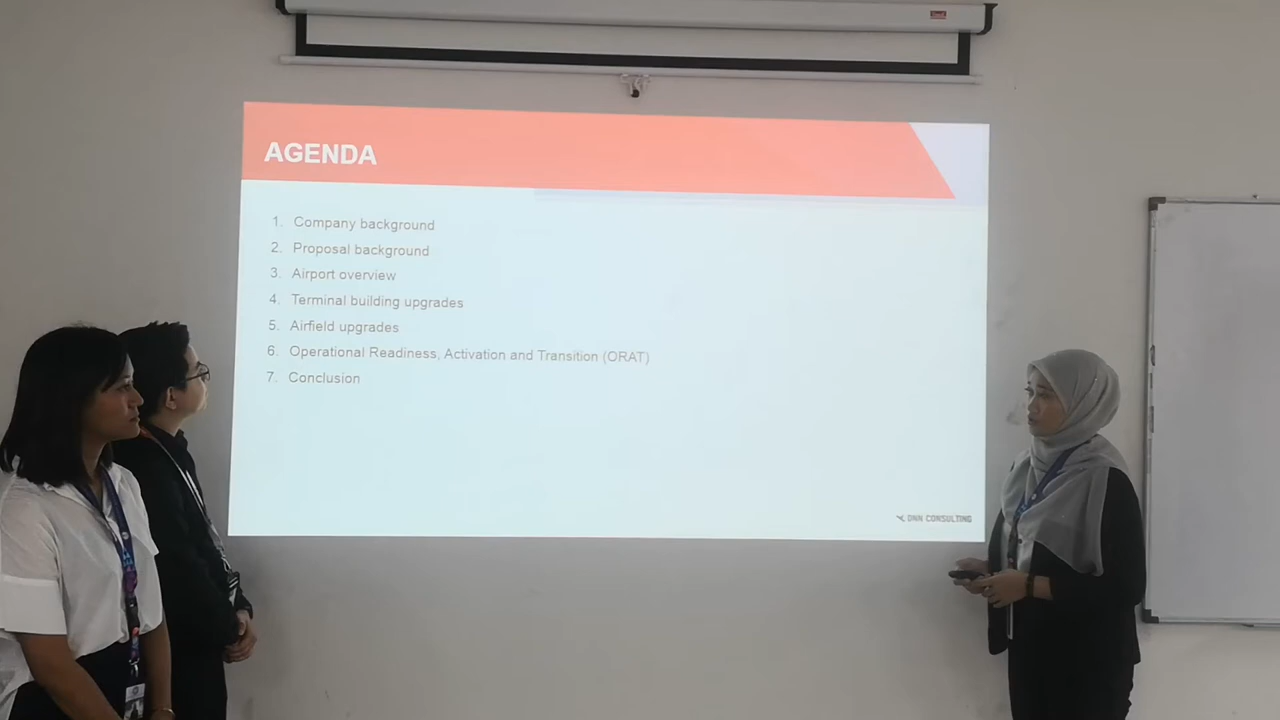 AGENDA
1. Company background
2. Proposal background
3. Airport overview
4. Terminal building upgrades
5. Airfield upgrades
6. Operational Readiness, Activation and Transition (ORAT)
7. Conclusion
DNN CONSULTING